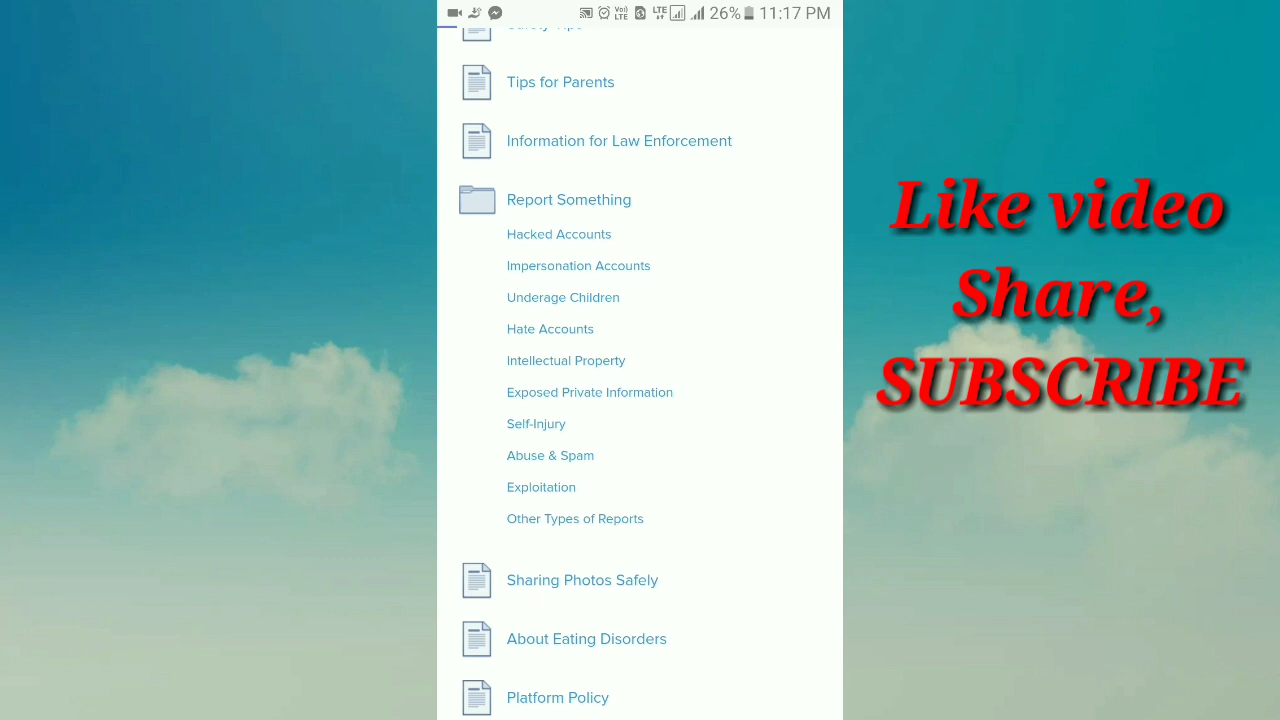 26% 11:17 PM
Safety Tips
Tips for Parents
Information for Law Enforcement
Report Something
Hacked Accounts
Impersonation Accounts
Underage Children
Hate Accounts
Intellectual Property
Exposed Private Information
Self-Injury
Abuse & Spam
Exploitation
Other Types of Reports
Sharing Photos Safely
About Eating Disorders
Platform Policy
Like video
Share,
SUBSCRIBE